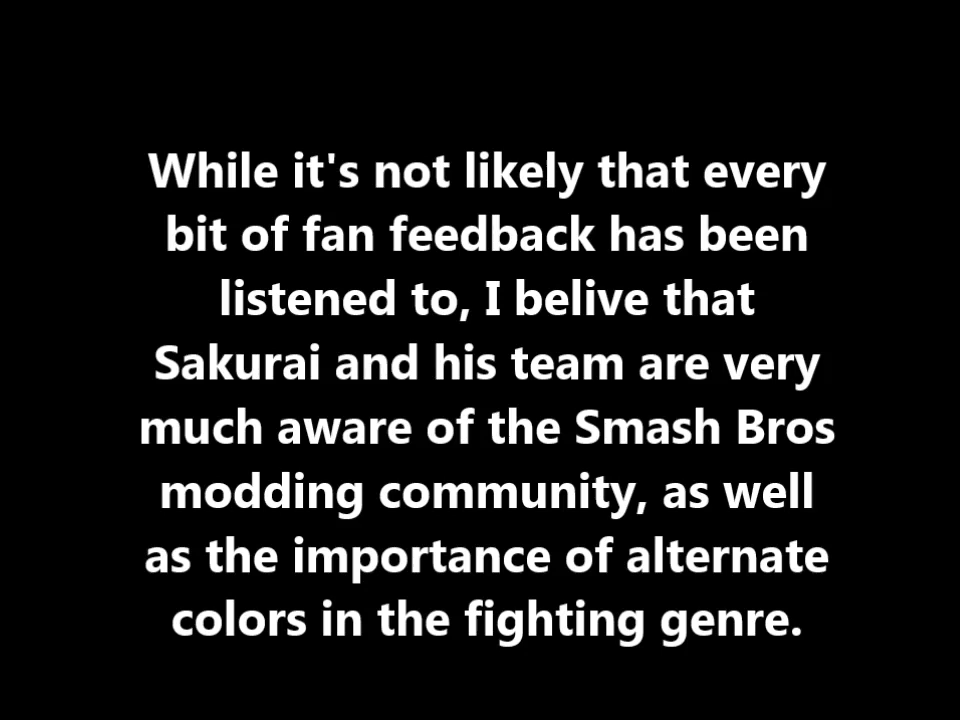 While it's not likely that every
bit of fan feedback has been
listened to, I belive that
Sakurai and his team are very
much aware of the Smash Bros
modding community, as well
as the importance of alternate
colors in the fighting genre.